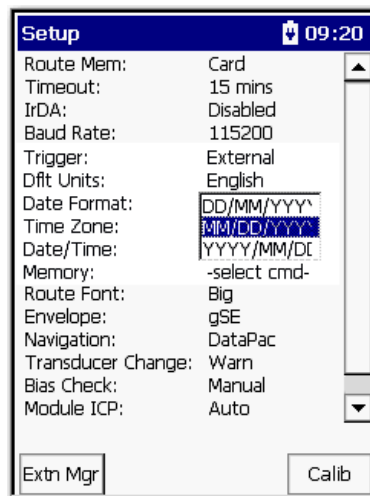 Setup 09:20
Route Mem: Card
Timeout: 15 mins
IrDA: Disabled
Baud Rate: 115200
Trigger: External
Dflt Units: English
Date Format: DD/MM/YYY
Time Zone: MM/DD/YYY
Date/Time: YYYY/MM/D
Memory: -select cmd-
Route Font: Big
Envelope: gSE
Navigation: DataPac
Transducer Change: Warn
Bias Check: Manual
Module ICP: Auto
Extn Mgr Calib